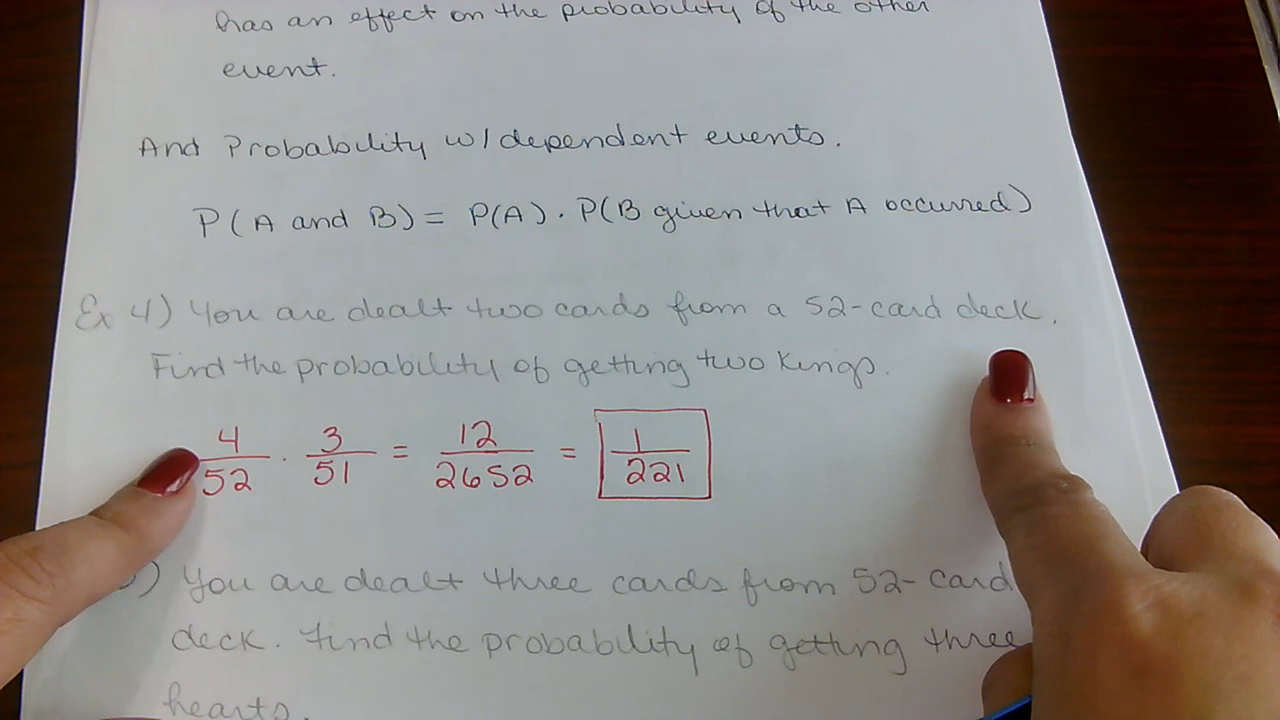 has an effect on the probability of the other
event.
And Probability w/dependent events.
P(A and B) = P(A) · P(B given that A occurred)
Ex 4) You are dealt two cards from a 52-card deck.
Find the probability of getting two kings.
4/52 · 3/51 = 12/2652 = 1/221
) You are dealt three cards from 52-card
deck. Find the probability of getting three
hearts.